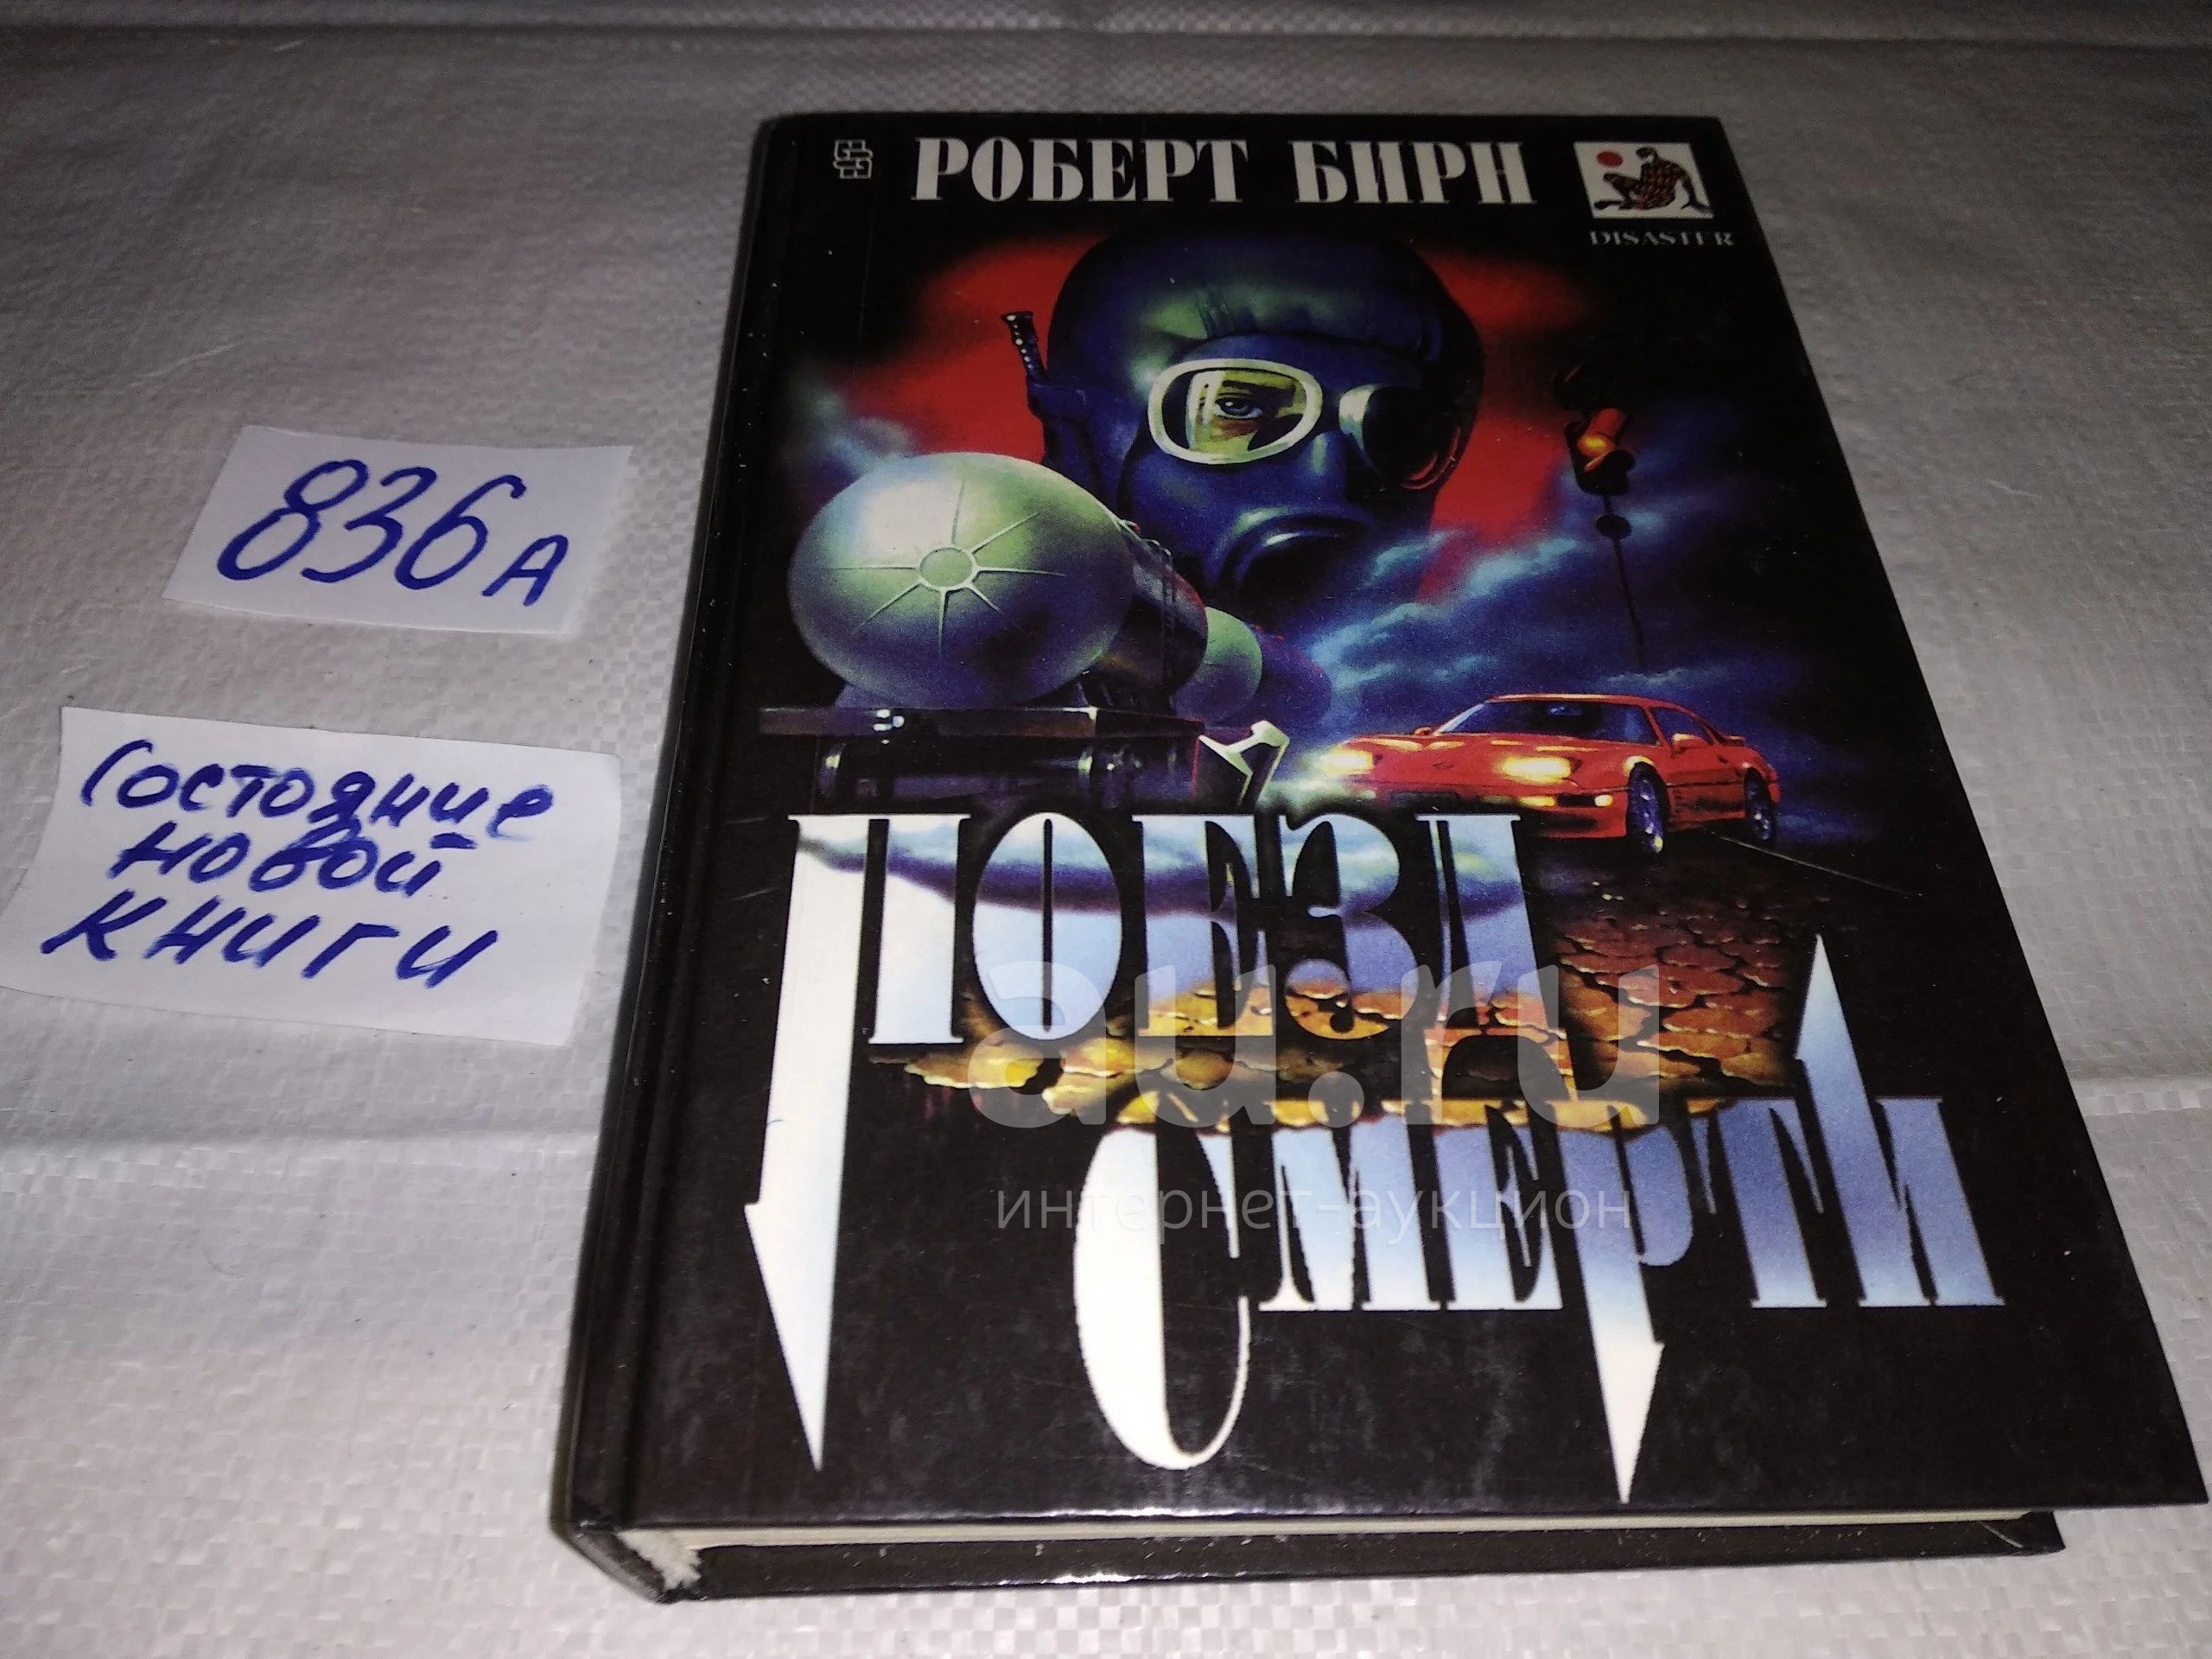 РОБЕРТ БИРН
DISASTER
836А
Состояние
новой
книги
ПОЕЗД
СМЕРТИ
au.ru
интернет-аукцион